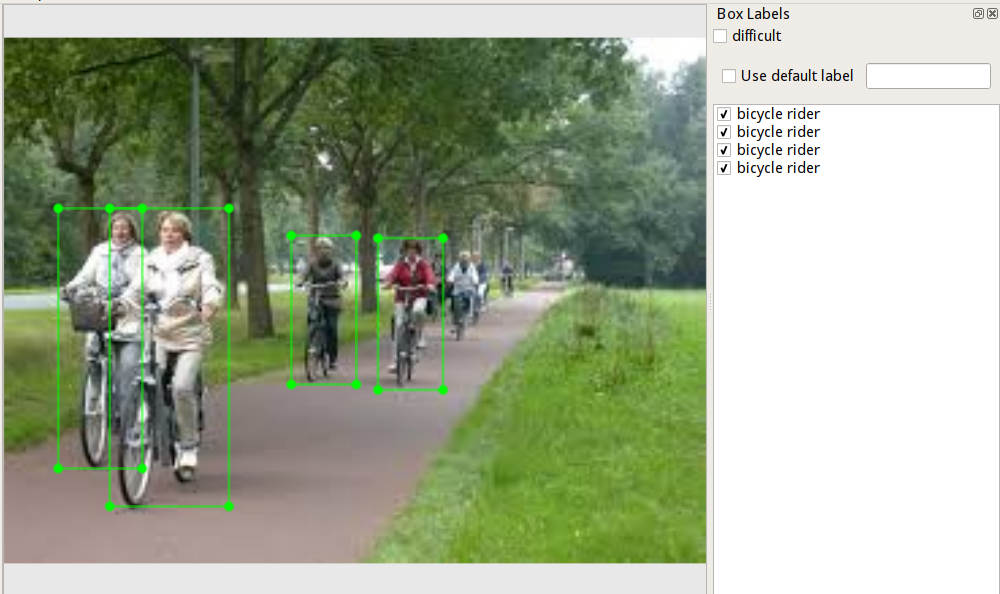 Box Labels
difficult
Use default label
bicycle rider
bicycle rider
bicycle rider
bicycle rider